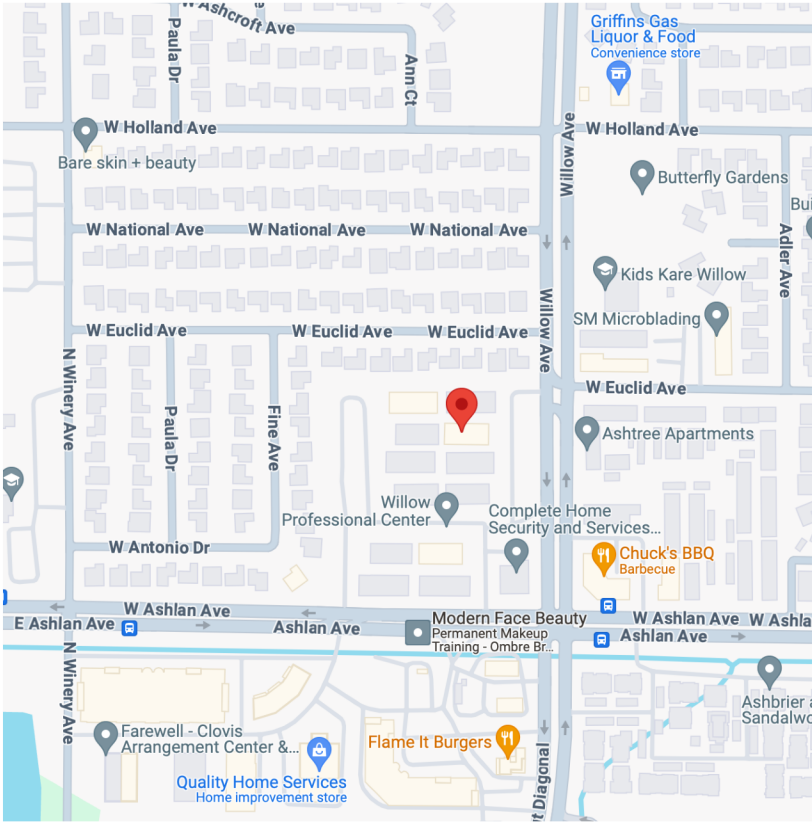 W Ashcroft Ave
Paula Dr
Ann Ct
Griffins Gas
Liquor & Food
Convenience store
W Holland Ave
W Holland Ave
Willow Ave
Bare skin + beauty
Butterfly Gardens
W National Ave
W National Ave
W National Ave
Adler Ave
Kids Kare Willow
SM Microblading
W Euclid Ave
W Euclid Ave
W Euclid Ave
Willow Ave
N Winery Ave
W Euclid Ave
Paula Dr
Fine Ave
Ashtree Apartments
Willow
Professional Center
Complete Home
Security and Services...
W Antonio Dr
Chuck's BBQ
Barbecue
W Ashlan Ave
E Ashlan Ave
Ashlan Ave
Modern Face Beauty
Permanent Makeup
Training - Ombre Br...
W Ashlan Ave
W Ashla
Ashlan Ave
N Winery Ave
Farewell - Clovis
Arrangement Center &...
Flame It Burgers
Quality Home Services
Home improvement store
Ashbrier a
Sandalwo
t Diagonal